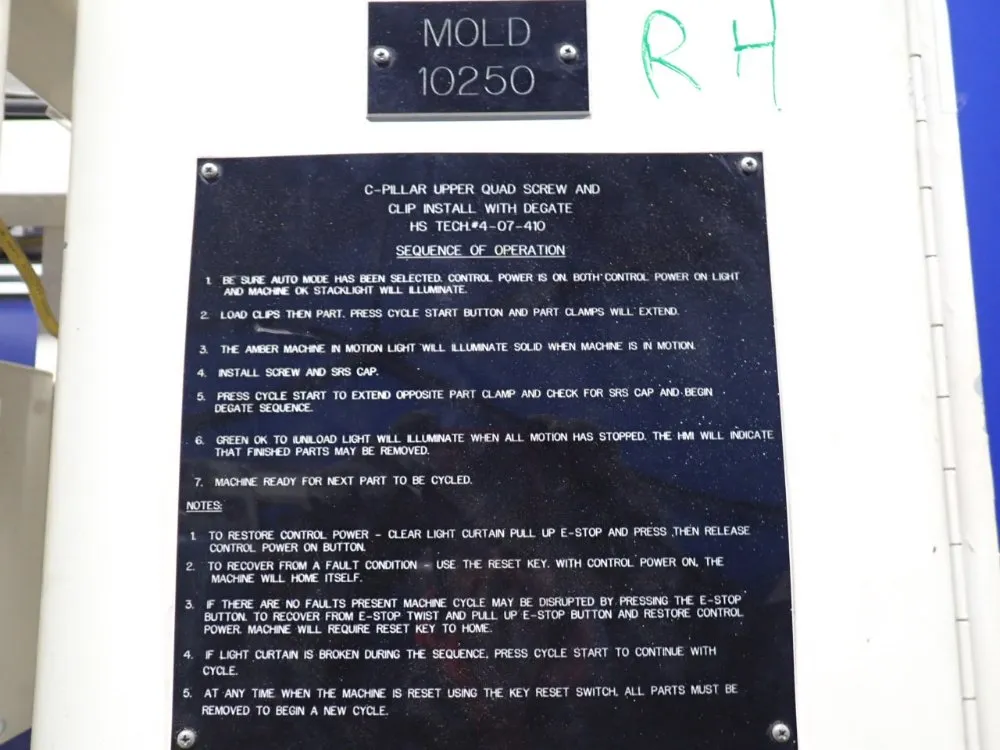 MOLD
10250
RH
C-PILLAR UPPER QUAD SCREW AND
CLIP INSTALL WITH DEGATE
HS TECH.#4-07-410
SEQUENCE OF OPERATION
1. BE SURE AUTO MODE HAS BEEN SELECTED. CONTROL POWER IS ON. BOTH CONTROL POWER ON LIGHT
AND MACHINE OK STACKLIGHT WILL ILLUMINATE.
2. LOAD CLIPS THEN PART. PRESS CYCLE START BUTTON AND PART CLAMPS WILL EXTEND.
3. THE AMBER MACHINE IN MOTION LIGHT WILL ILLUMINATE SOLID WHEN MACHINE IS IN MOTION.
4. INSTALL SCREW AND SRS CAP.
5. PRESS CYCLE START TO EXTEND OPPOSITE PART CLAMP AND CHECK FOR SRS CAP AND BEGIN
DEGATE SEQUENCE.
6. GREEN OK TO (UN)LOAD LIGHT WILL ILLUMINATE WHEN ALL MOTION HAS STOPPED. THE HMI WILL INDICATE
THAT FINISHED PARTS MAY BE REMOVED.
7. MACHINE READY FOR NEXT PART TO BE CYCLED.
NOTES:
1. TO RESTORE CONTROL POWER - CLEAR LIGHT CURTAIN PULL UP E-STOP AND PRESS ,THEN RELEASE
CONTROL POWER ON BUTTON.
2. TO RECOVER FROM A FAULT CONDITION - USE THE RESET KEY. WITH CONTROL POWER ON, THE
MACHINE WILL HOME ITSELF.
3. IF THERE ARE NO FAULTS PRESENT MACHINE CYCLE MAY BE DISRUPTED BY PRESSING THE E-STOP
BUTTON. TO RECOVER FROM E-STOP TWIST AND PULL UP E-STOP BUTTON AND RESTORE CONTROL
POWER. MACHINE WILL REQUIRE RESET KEY TO HOME.
4. IF LIGHT CURTAIN IS BROKEN DURING THE SEQUENCE, PRESS CYCLE START TO CONTINUE WITH
CYCLE.
5. AT ANY TIME WHEN THE MACHINE IS RESET USING THE KEY RESET SWITCH, ALL PARTS MUST BE
REMOVED TO BEGIN A NEW CYCLE.